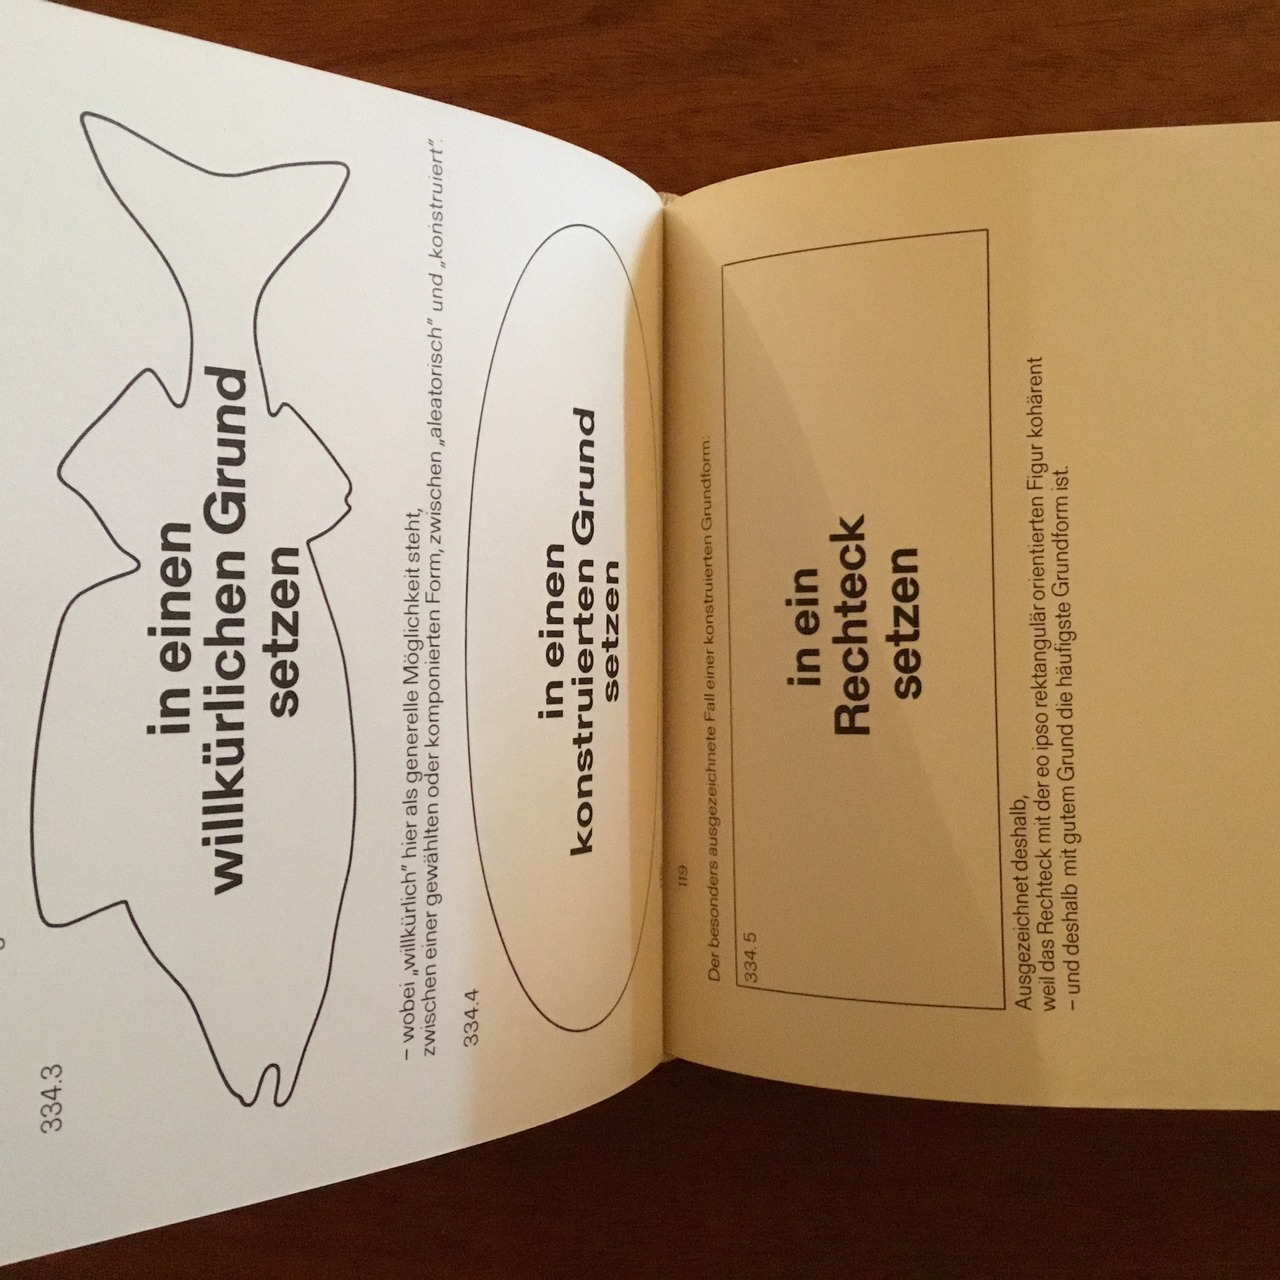 334.3
in einen
willkürlichen Grund
setzen
– wobei „willkürlich” hier als generelle Möglichkeit steht,
zwischen einer gewählten oder komponierten Form, zwischen „aleatorisch” und „konstruiert”.
334.4
in einen
konstruierten Grund
setzen
119
Der besonders ausgezeichnete Fall einer konstruierten Grundform:
334.5
in ein
Rechteck
setzen
Ausgezeichnet deshalb,
weil das Rechteck mit der eo ipso rektangulär orientierten Figur kohärent
– und deshalb mit gutem Grund die häufigste Grundform ist.